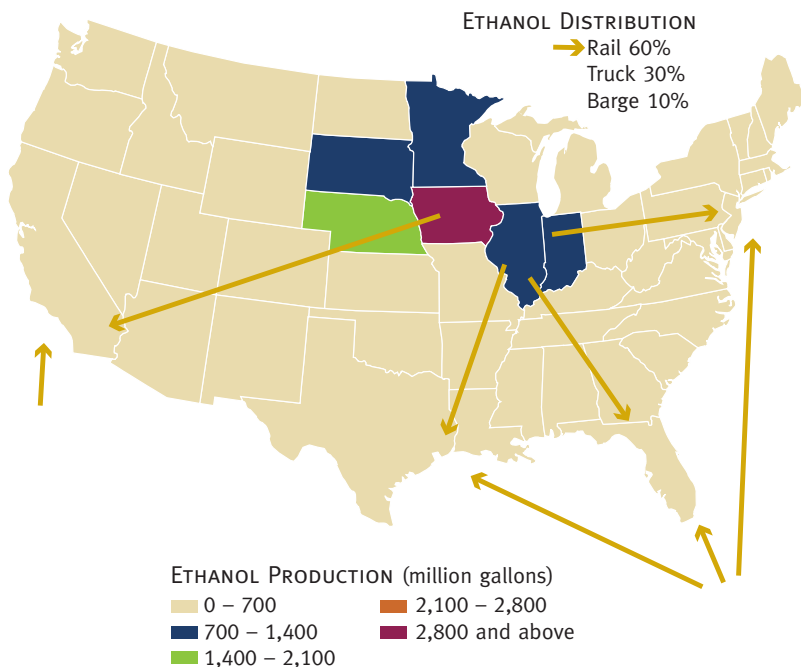 ETHANOL DISTRIBUTION
Rail 60%
Truck 30%
Barge 10%
ETHANOL PRODUCTION (million gallons)
0 – 700
700 – 1,400
1,400 – 2,100
2,100 – 2,800
2,800 and above